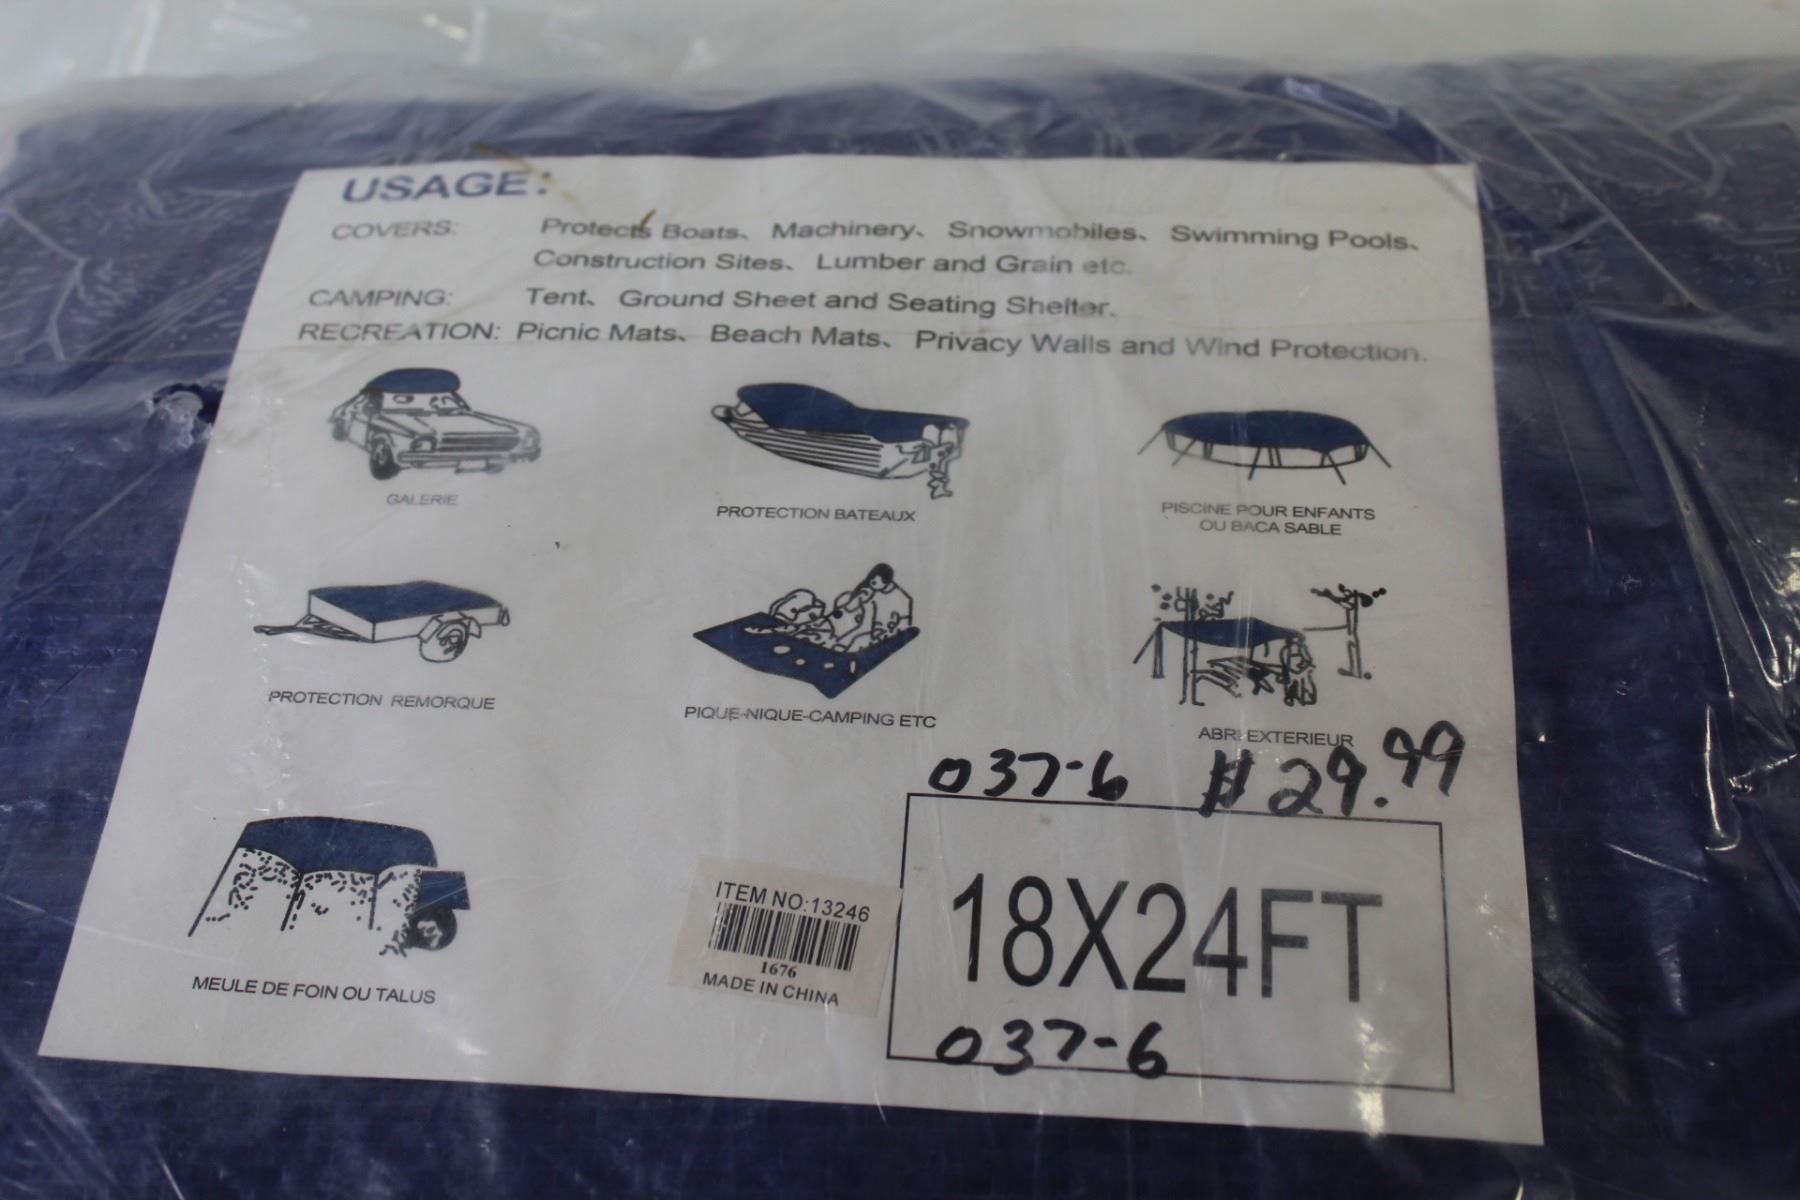 USAGE:
COVERS: Protects Boats、 Machinery、 Snowmobiles、 Swimming Pools、
Construction Sites、 Lumber and Grain etc.
CAMPING: Tent、 Ground Sheet and Seating Shelter.
RECREATION: Picnic Mats、 Beach Mats、 Privacy Walls and Wind Protection.
GALERIE
PROTECTION BATEAUX
PISCINE POUR ENFANTS
OU BACA SABLE
PROTECTION REMORQUE
PIQUE-NIQUE-CAMPING ETC
ABRI EXTERIEUR
037-6 $29.99
MEULE DE FOIN OU TALUS
ITEM NO:13246
1676
MADE IN CHINA
18X24FT
037-6